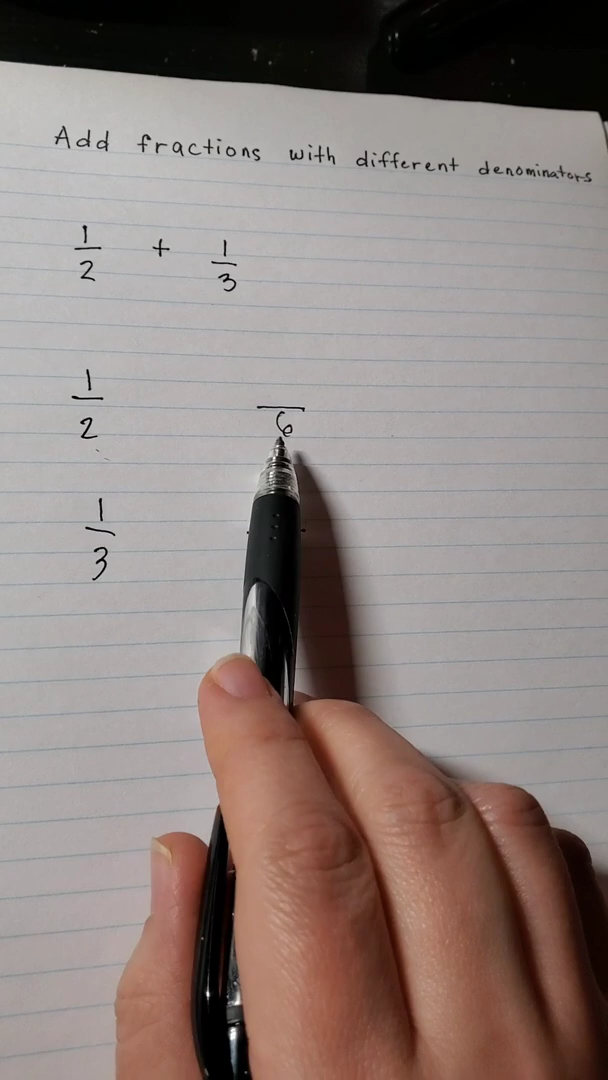 Add fractions with different denominators
1/2 + 1/3
1/2 /6
1/3